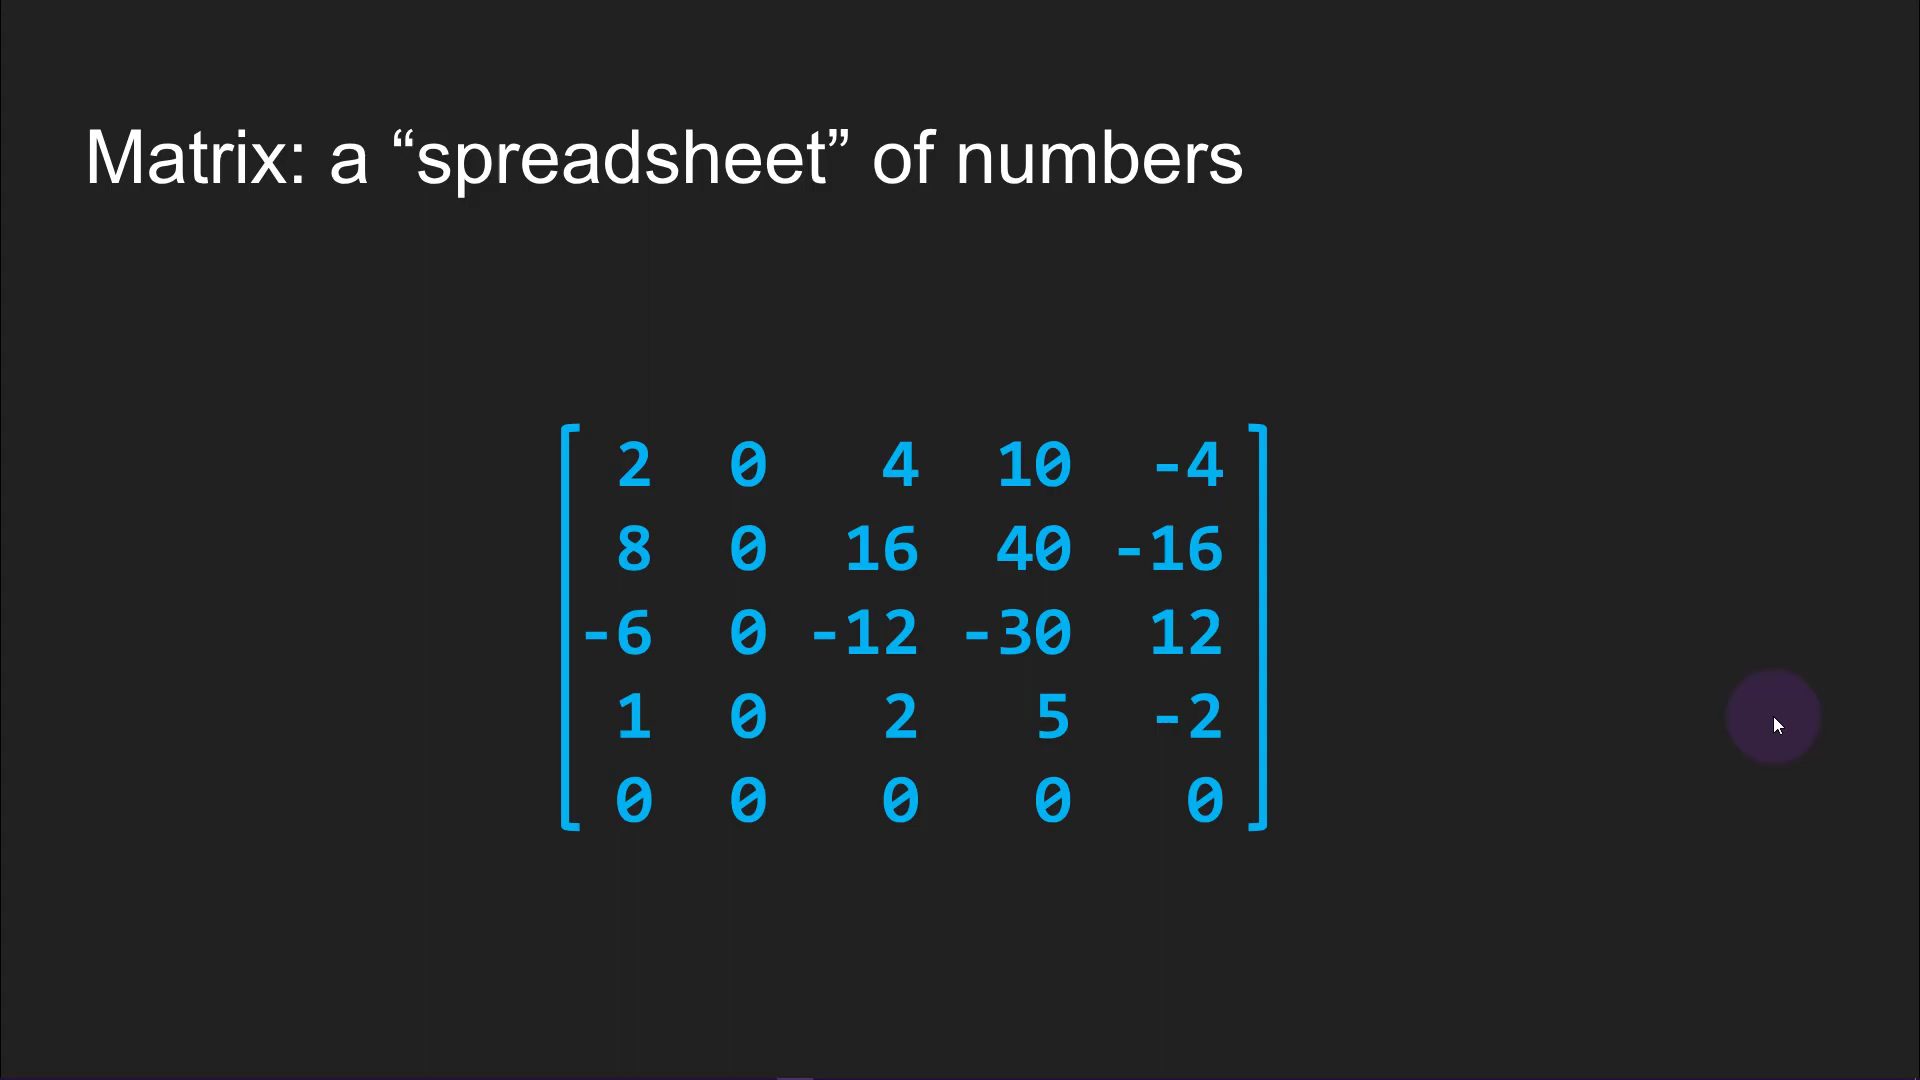 Matrix: a “spreadsheet” of numbers
2 0 4 10 -4
8 0 16 40 -16
-6 0 -12 -30 12
1 0 2 5 -2
0 0 0 0 0